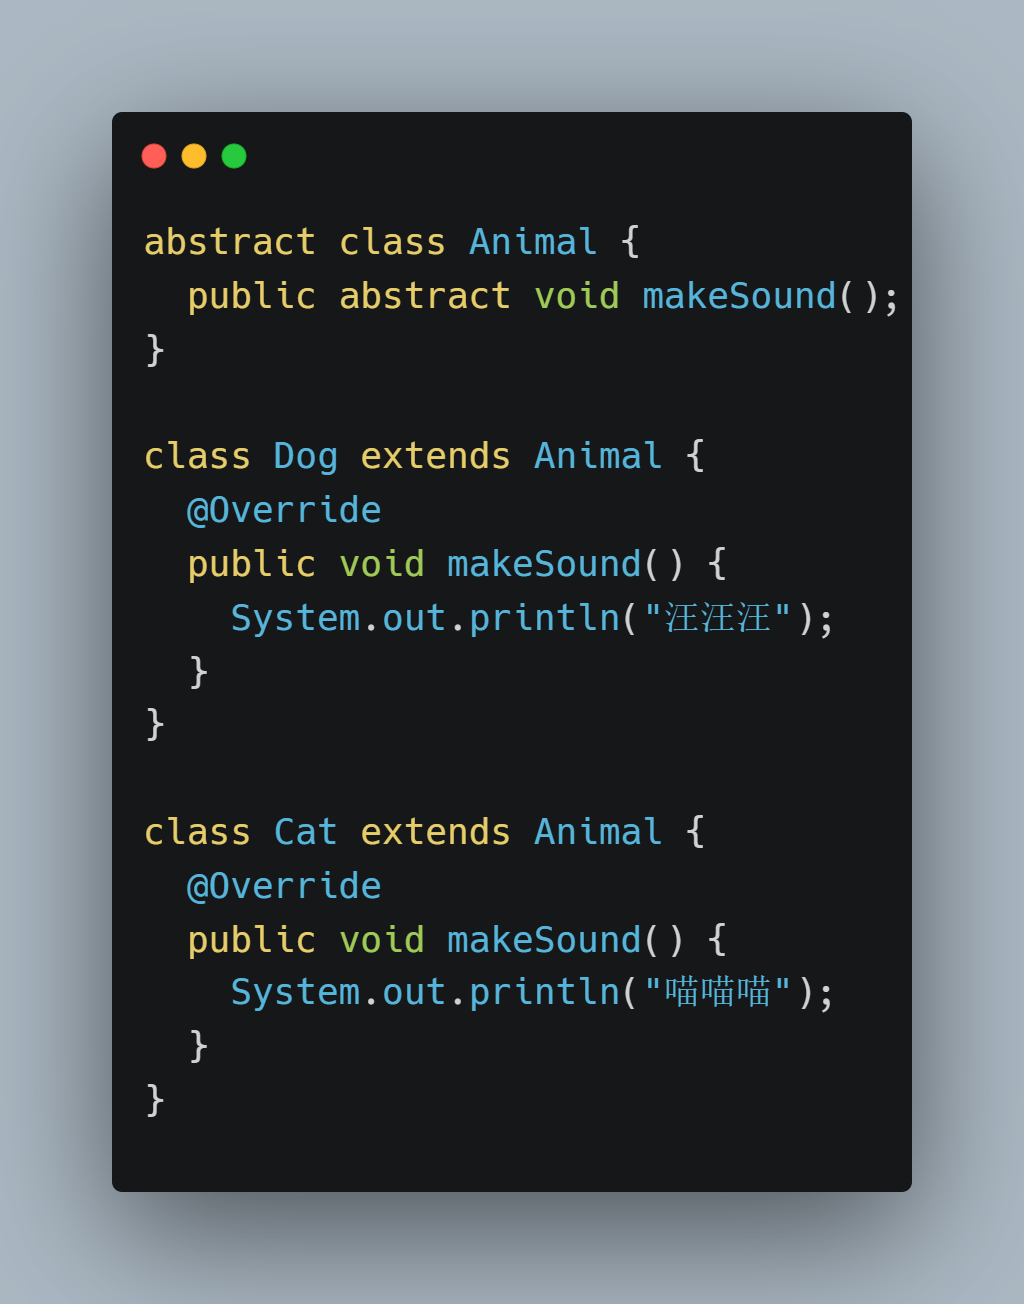 abstract class Animal {
  public abstract void makeSound();
}

class Dog extends Animal {
  @Override
  public void makeSound() {
    System.out.println("汪汪汪");
  }
}

class Cat extends Animal {
  @Override
  public void makeSound() {
    System.out.println("喵喵喵");
  }
}